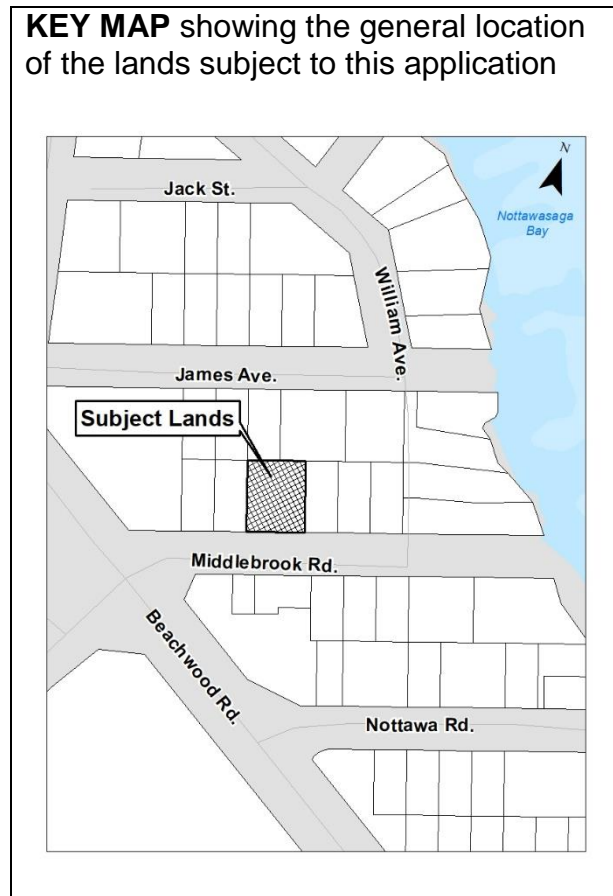 KEY MAP showing the general location
of the lands subject to this application
N
Jack St.
Nottawasaga
Bay
William Ave.
James Ave.
Subject Lands
Middlebrook Rd.
Beachwood Rd.
Nottawa Rd.